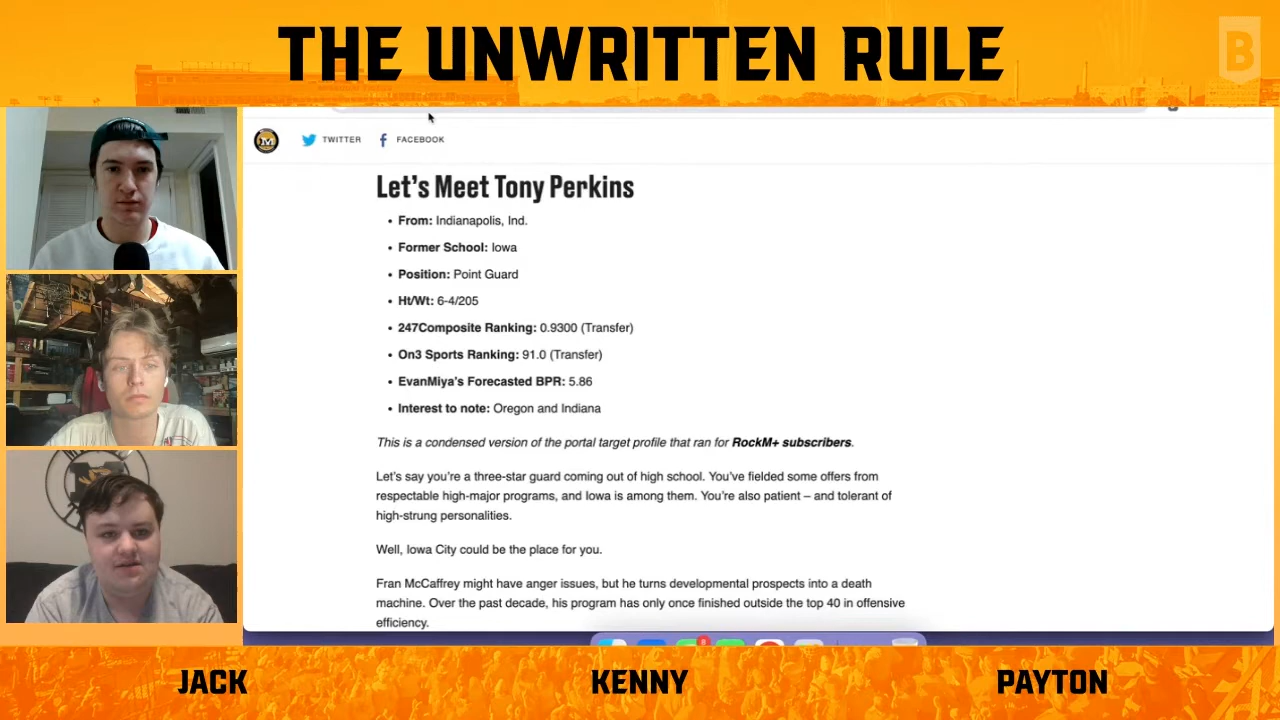 THE UNWRITTEN RULE
B
M
TWITTER
FACEBOOK
Let's Meet Tony Perkins
• From: Indianapolis, Ind.
• Former School: Iowa
• Position: Point Guard
• Ht/Wt: 6-4/205
• 247Composite Ranking: 0.9300 (Transfer)
• On3 Sports Ranking: 91.0 (Transfer)
• EvanMiya's Forecasted BPR: 5.86
• Interest to note: Oregon and Indiana
This is a condensed version of the portal target profile that ran for RockM+ subscribers.
Let's say you're a three-star guard coming out of high school. You've fielded some offers from
respectable high-major programs, and Iowa is among them. You're also patient – and tolerant of
high-strung personalities.
Well, Iowa City could be the place for you.
Fran McCaffrey might have anger issues, but he turns developmental prospects into a death
machine. Over the past decade, his program has only once finished outside the top 40 in offensive
efficiency.
8
JACK
KENNY
PAYTON